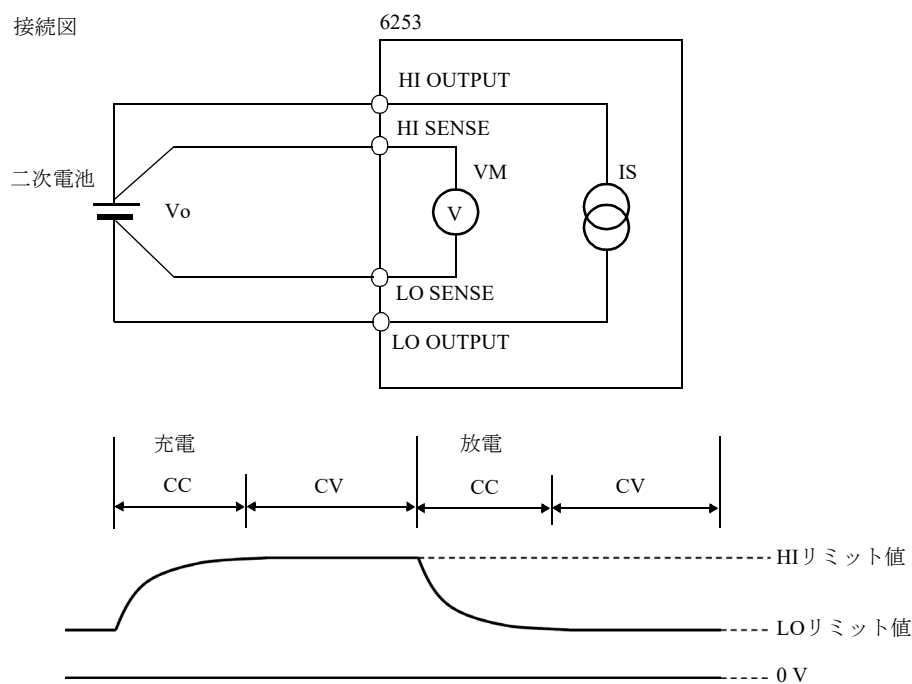 接続図
6253
HI OUTPUT
HI SENSE
VM
IS
二次電池
Vo
V
LO SENSE
LO OUTPUT
充電
放電
CC
CV
CC
CV
HIリミット値
LOリミット値
0 V